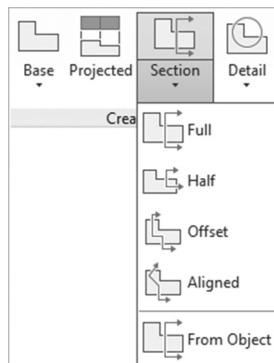 Base Projected Section Detail
Crea
Full
Half
Offset
Aligned
From Object